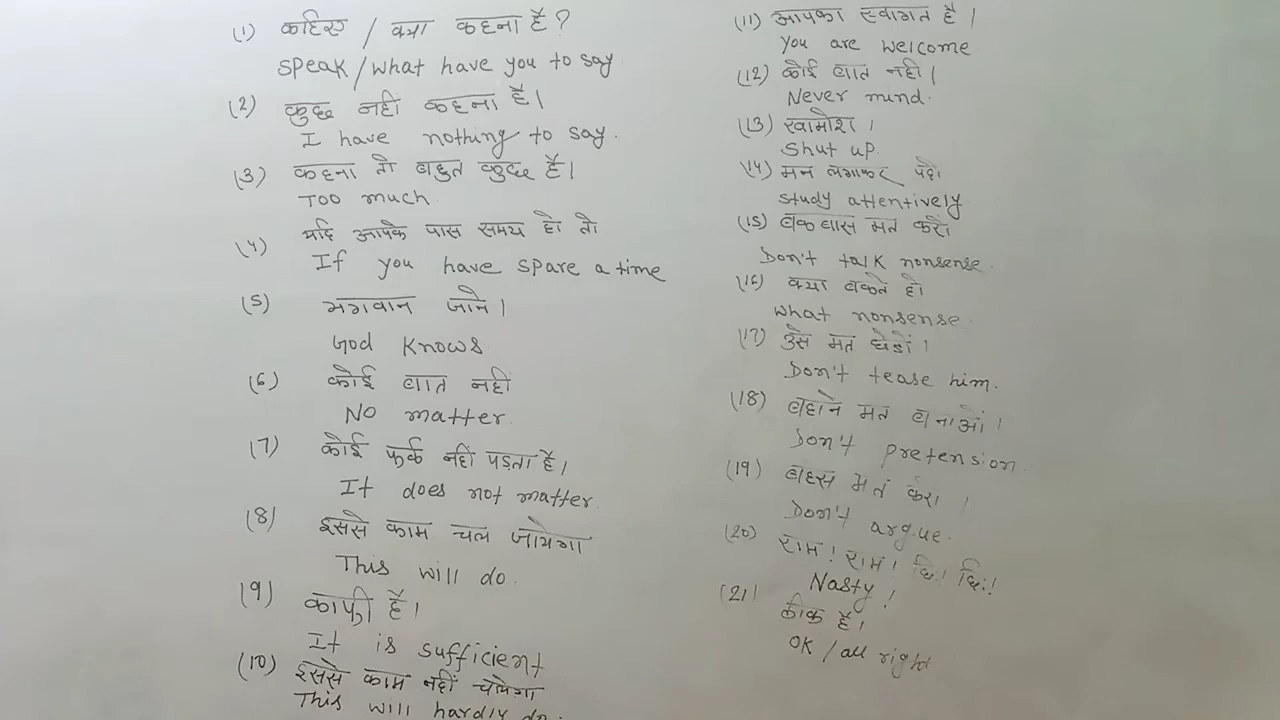 (1) कहिए / क्या कहना है?
speak / what have you to say
(2) कुछ नहीं कहना है।
I have nothing to say.
(3) कहना तो बहुत कुछ है।
Too much.
(4) यदि आपके पास समय हो तो
If you have spare a time
(5) भगवान जाने।
God knows.
(6) कोई बात नहीं
No matter.
(7) कोई फर्क नहीं पड़ता है।
It does not matter.
(8) इससे काम चल जायेगा
This will do.
(9) काफी है।
It is sufficient
(10) इससे काम नहीं चलेगा
This will hardly do.
(11) आपका स्वागत है।
You are welcome
(12) कोई बात नहीं।
Never mind.
(13) खामोश।
Shut up.
(14) मन लगाकर पढ़ो
study attentively
(15) बकवास मत करो
Don't talk nonsense.
(16) क्या बकते हो
what nonsense.
(17) उसे मत छेड़ों।
Don't tease him.
(18) बहाने मत बनाओं।
Don't pretension.
(19) बहस मत करो।
Don't argue.
(20) राम! राम! छि! छि:!
Nasty!
(21) ठीक है।
OK / all right